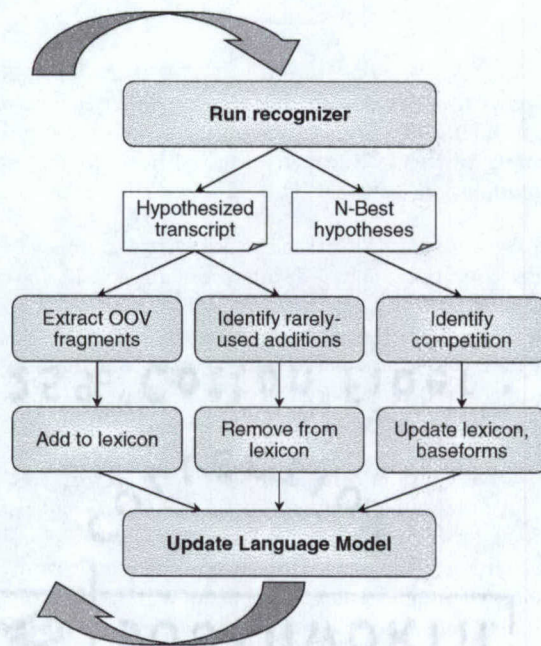 Run recognizer
Hypothesized
transcript
N-Best
hypotheses
Extract OOV
fragments
Identify rarely-
used additions
Identify
competition
Add to lexicon
Remove from
lexicon
Update lexicon,
baseforms
Update Language Model